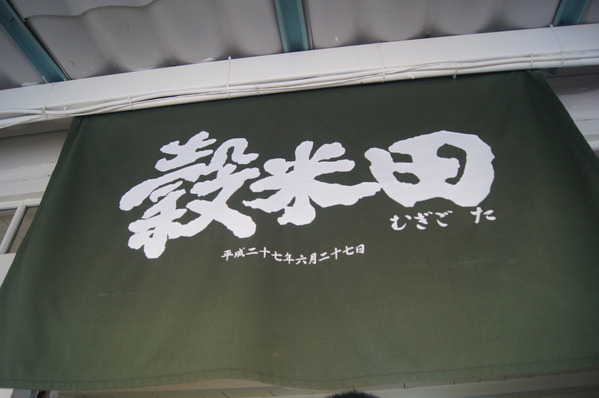 穀米田
むぎごた
平成二十七年六月二十七日